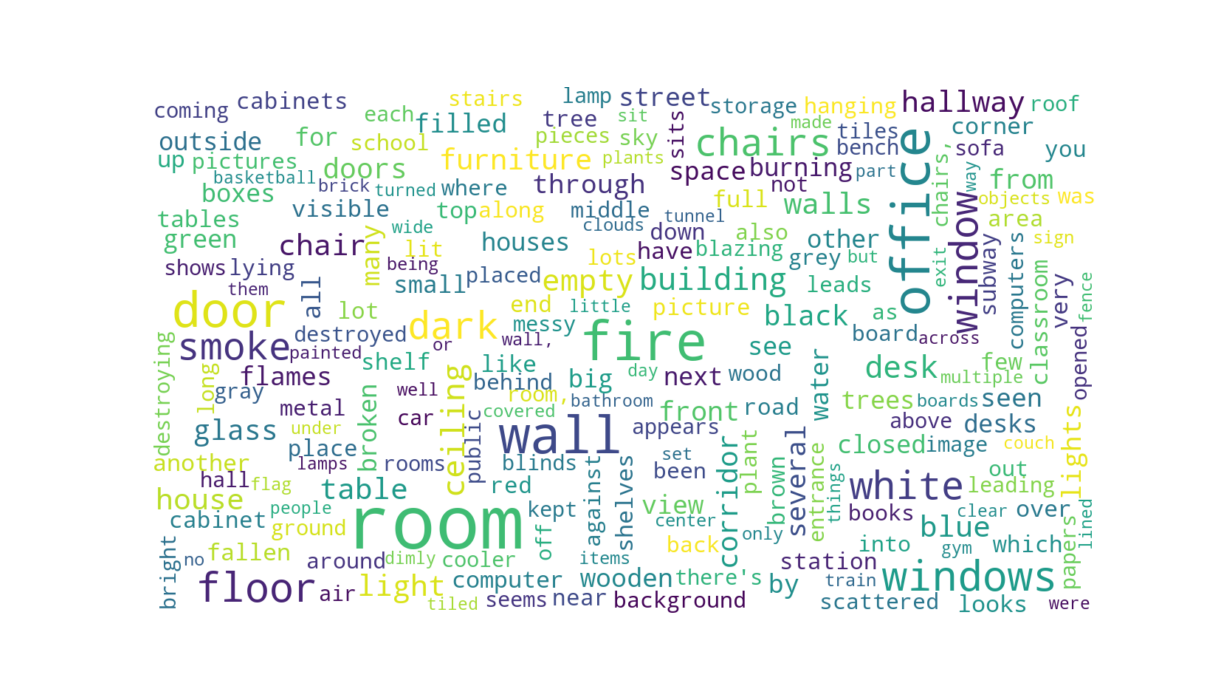 coming cabinets each stairs lamp street storage hanging hallway roof
outside for school filled tree sit sits made tiles corner
up pictures doors furniture pieces sky plants chairs bench sofa you
basketball brick turned where space burning not part way
boxes through full from objects was
tables visible wide top along middle clouds tunnel walls office chairs, area
green chair many lit houses lots down also other exit window sign
shows lying being have blazing grey but subway computers
them all small placed empty building leads very fence
door lot end little picture black as classroom
destroyed dark messy fire board across opened
smoke painted or wall, see
destroying long shelf like day next wood water desk few multiple
gray flames broken well behind big bathroom trees boards seen
metal car ceiling room, covered front road above desks
glass under public wall appears closed image couch lights
place set corridor plant
another lamps rooms blinds against shelves been brown several entrance things out
hall flag table red view white leading
house people kept center books clear over papers lined
cabinet ground room off only blue
bright no fallen around dimly cooler items back into gym which
floor air light computer wooden there's by station train windows
tiled seems near background scattered looks were